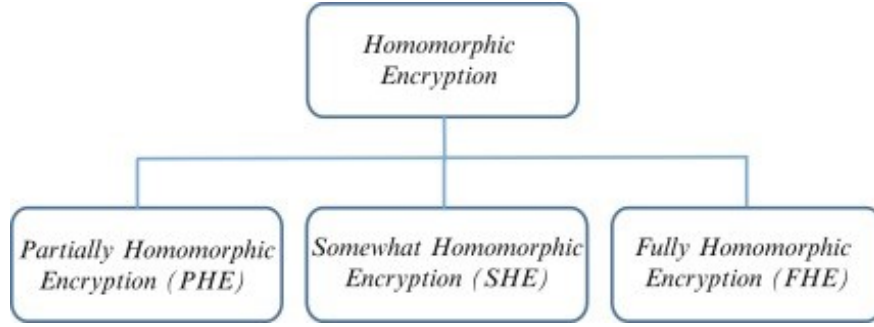 Homomorphic
Encryption
Partially Homomorphic
Encryption (PHE)
Somewhat Homomorphic
Encryption (SHE)
Fully Homomorphic
Encryption (FHE)